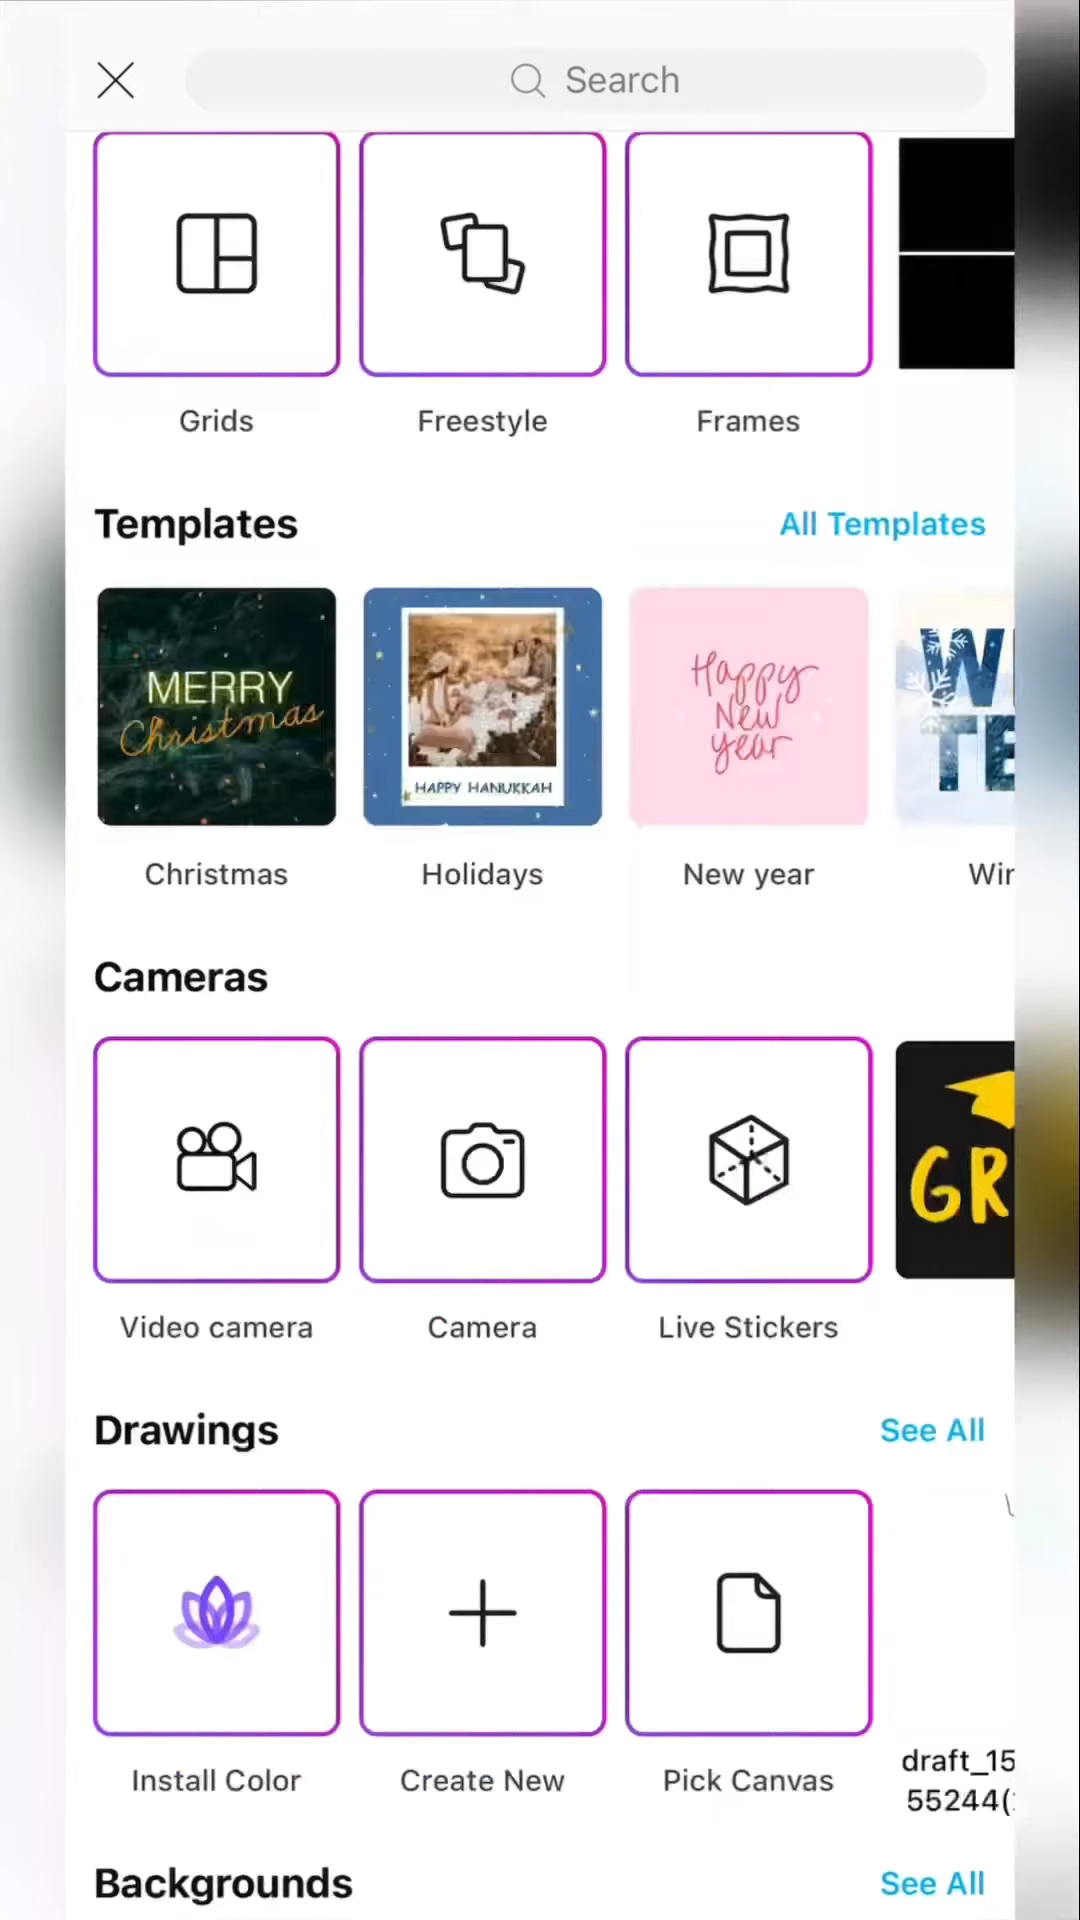 Search
Grids Freestyle Frames
Templates All Templates
MERRY
Christmas
HAPPY HANUKKAH
Happy
New
year
Christmas Holidays New year
Cameras
GR
Video camera Camera Live Stickers
Drawings See All
Install Color Create New Pick Canvas
draft_15
55244(
Backgrounds See All